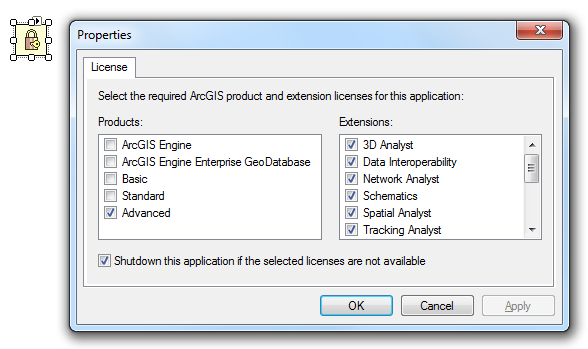 Properties
License
Select the required ArcGIS product and extension licenses for this application:
Products:
ArcGIS Engine
ArcGIS Engine Enterprise GeoDatabase
Basic
Standard
Advanced
Extensions:
3D Analyst
Data Interoperability
Network Analyst
Schematics
Spatial Analyst
Tracking Analyst
Shutdown this application if the selected licenses are not available
OK
Cancel
Apply